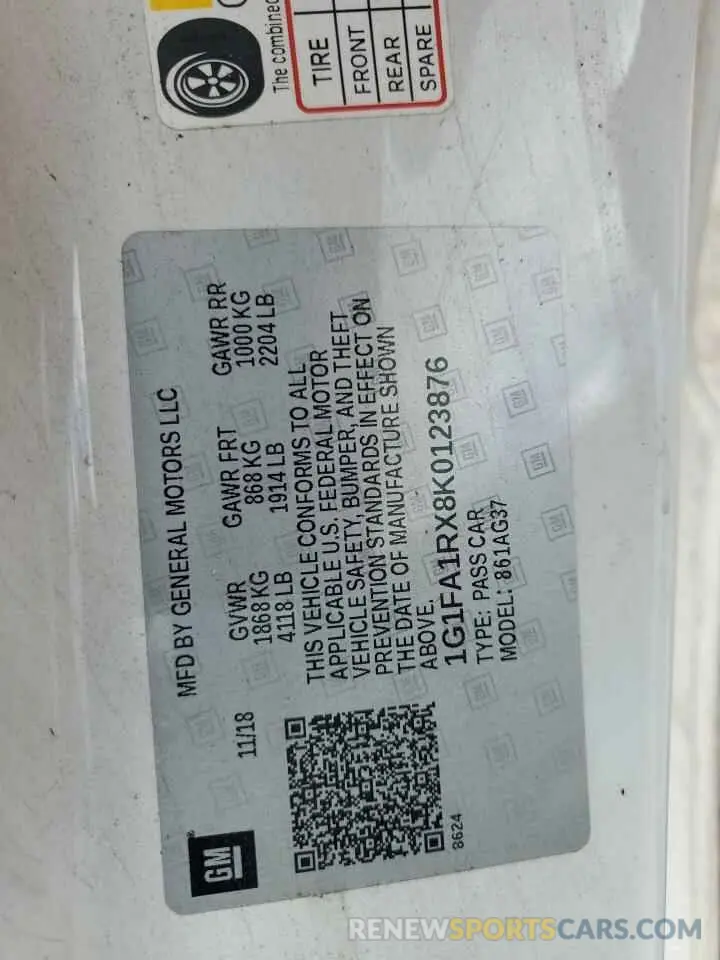 The combined
TIRE
FRONT
REAR
SPARE
MFD BY GENERAL MOTORS LLC
11/18
GVWR GAWR FRT GAWR RR
1868 KG 868 KG 1000 KG
4118 LB 1914 LB 2204 LB
THIS VEHICLE CONFORMS TO ALL
APPLICABLE U.S. FEDERAL MOTOR
VEHICLE SAFETY, BUMPER, AND THEFT
PREVENTION STANDARDS IN EFFECT ON
THE DATE OF MANUFACTURE SHOWN
ABOVE.
1G1FA1RX8K0123876
TYPE: PASS CAR
MODEL: 861AG37
GM
8624
RENEWSPORTSCARS.COM